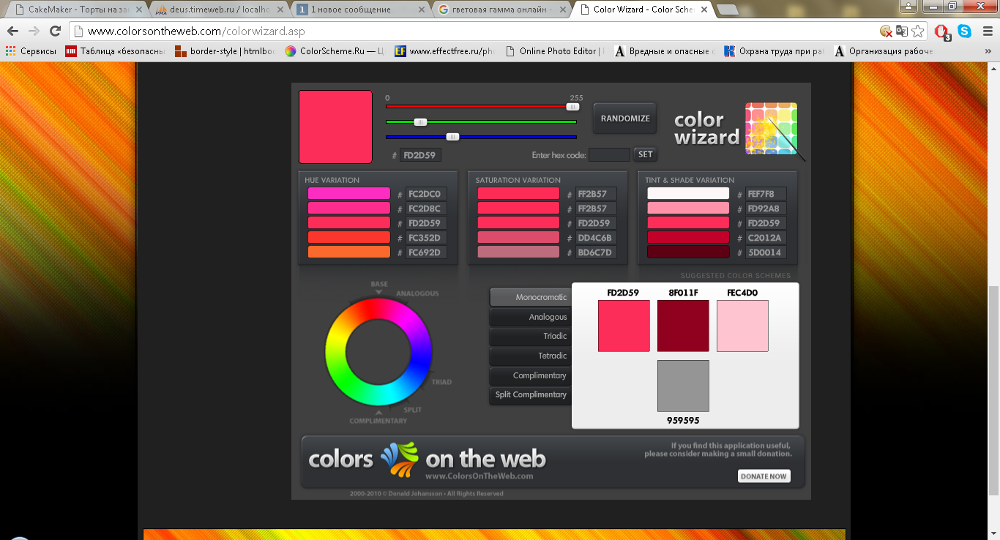 CakeMaker - Торты на за
deus.timeweb.ru / localho
1 новое сообщение
гветовая гамма онлайн -
Color Wizard - Color Sche
www.colorsontheweb.com/colorwizard.asp
3
Сервисы
Таблица «безопасны
border-style | htmlboo
ColorScheme.Ru — Ц
www.effectfree.ru/ph
Online Photo Editor |
Вредные и опасные
Охрана труда при ра
Организация рабоче
»
0 255
RANDOMIZE
color
wizard
# FD2D59
Enter hex code: SET
HUE VARIATION
# FC2DC0
# FC2D8C
# FD2D59
# FC352D
# FC692D
SATURATION VARIATION
# FF2B57
# FF2B57
# FD2D59
# DD4C6B
# BD6C7D
TINT & SHADE VARIATION
# FEF7F8
# FD92A8
# FD2D59
# C2012A
# 5D0014
SUGGESTED COLOR SCHEMES
BASE
ANALOGOUS
TRIAD
SPLIT
COMPLIMENTARY
Monocromatic
Analogous
Triadic
Tetradic
Complimentary
Split Complimentary
FD2D59 8F011F FEC4D0
959595
colors on the web
www.ColorsOnTheWeb.com
If you find this application useful,
please consider making a small donation.
DONATE NOW
2000-2010 © Donald Johansson • All Rights Reserved